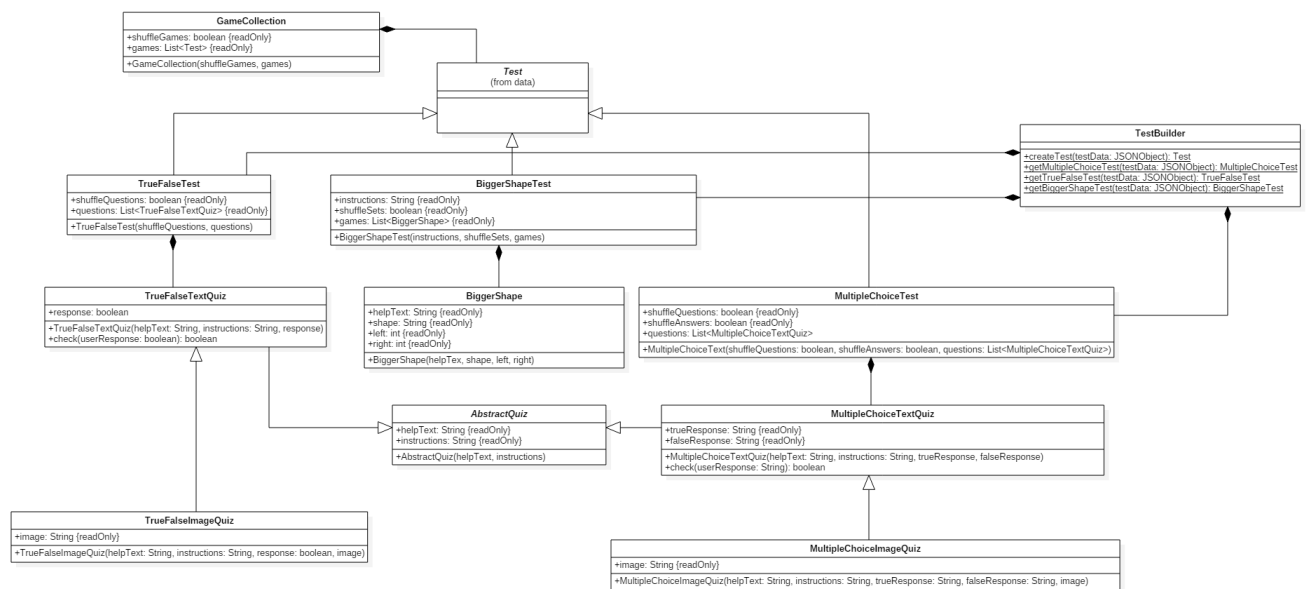 GameCollection
+shuffleGames: boolean {readOnly}
+games: List<Test> {readOnly}
+GameCollection(shuffleGames, games)
Test
(from data)
TestBuilder
+createTest(testData: JSONObject): Test
+getMultipleChoiceTest(testData: JSONObject): MultipleChoiceTest
+getTrueFalseTest(testData: JSONObject): TrueFalseTest
+getBiggerShapeTest(testData: JSONObject): BiggerShapeTest
TrueFalseTest
+shuffleQuestions: boolean {readOnly}
+questions: List<TrueFalseTextQuiz> {readOnly}
+TrueFalseTest(shuffleQuestions, questions)
BiggerShapeTest
+instructions: String {readOnly}
+shuffleSets: boolean {readOnly}
+games: List<BiggerShape> {readOnly}
+BiggerShapeTest(instructions, shuffleSets, games)
TrueFalseTextQuiz
+response: boolean
+TrueFalseTextQuiz(helpText: String, instructions: String, response)
+check(userResponse: boolean): boolean
BiggerShape
+helpText: String {readOnly}
+shape: String {readOnly}
+left: int {readOnly}
+right: int {readOnly}
+BiggerShape(helpTex, shape, left, right)
MultipleChoiceTest
+shuffleQuestions: boolean {readOnly}
+shuffleAnswers: boolean {readOnly}
+questions: List<MultipleChoiceTextQuiz>
+MultipleChoiceText(shuffleQuestions: boolean, shuffleAnswers: boolean, questions: List<MultipleChoiceTextQuiz>)
AbstractQuiz
+helpText: String {readOnly}
+instructions: String {readOnly}
+AbstractQuiz(helpText, instructions)
MultipleChoiceTextQuiz
+trueResponse: String {readOnly}
+falseResponse: String {readOnly}
+MultipleChoiceTextQuiz(helpText: String, instructions: String, trueResponse, falseResponse)
+check(userResponse: String): boolean
TrueFalseImageQuiz
+image: String {readOnly}
+TrueFalseImageQuiz(helpText: String, instructions: String, response: boolean, image)
MultipleChoiceImageQuiz
+image: String {readOnly}
+MultipleChoiceImageQuiz(helpText: String, instructions: String, trueResponse: String, falseResponse: String, image)